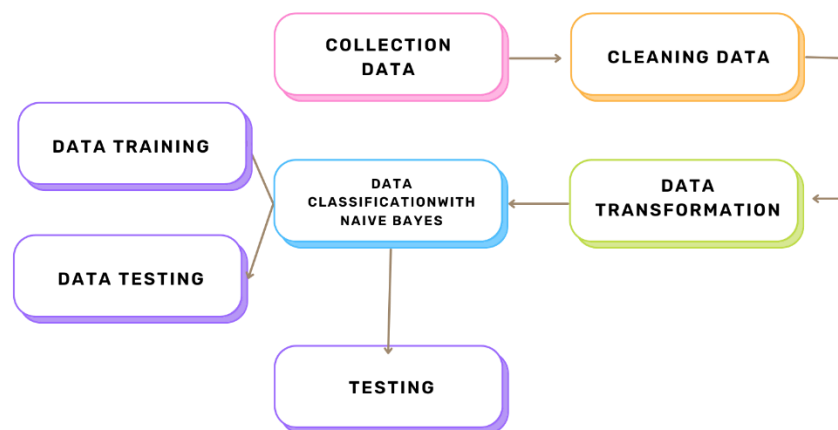 COLLECTION
DATA
CLEANING DATA
DATA TRAINING
DATA
CLASSIFICATIONWITH
NAIVE BAYES
DATA
TRANSFORMATION
DATA TESTING
TESTING